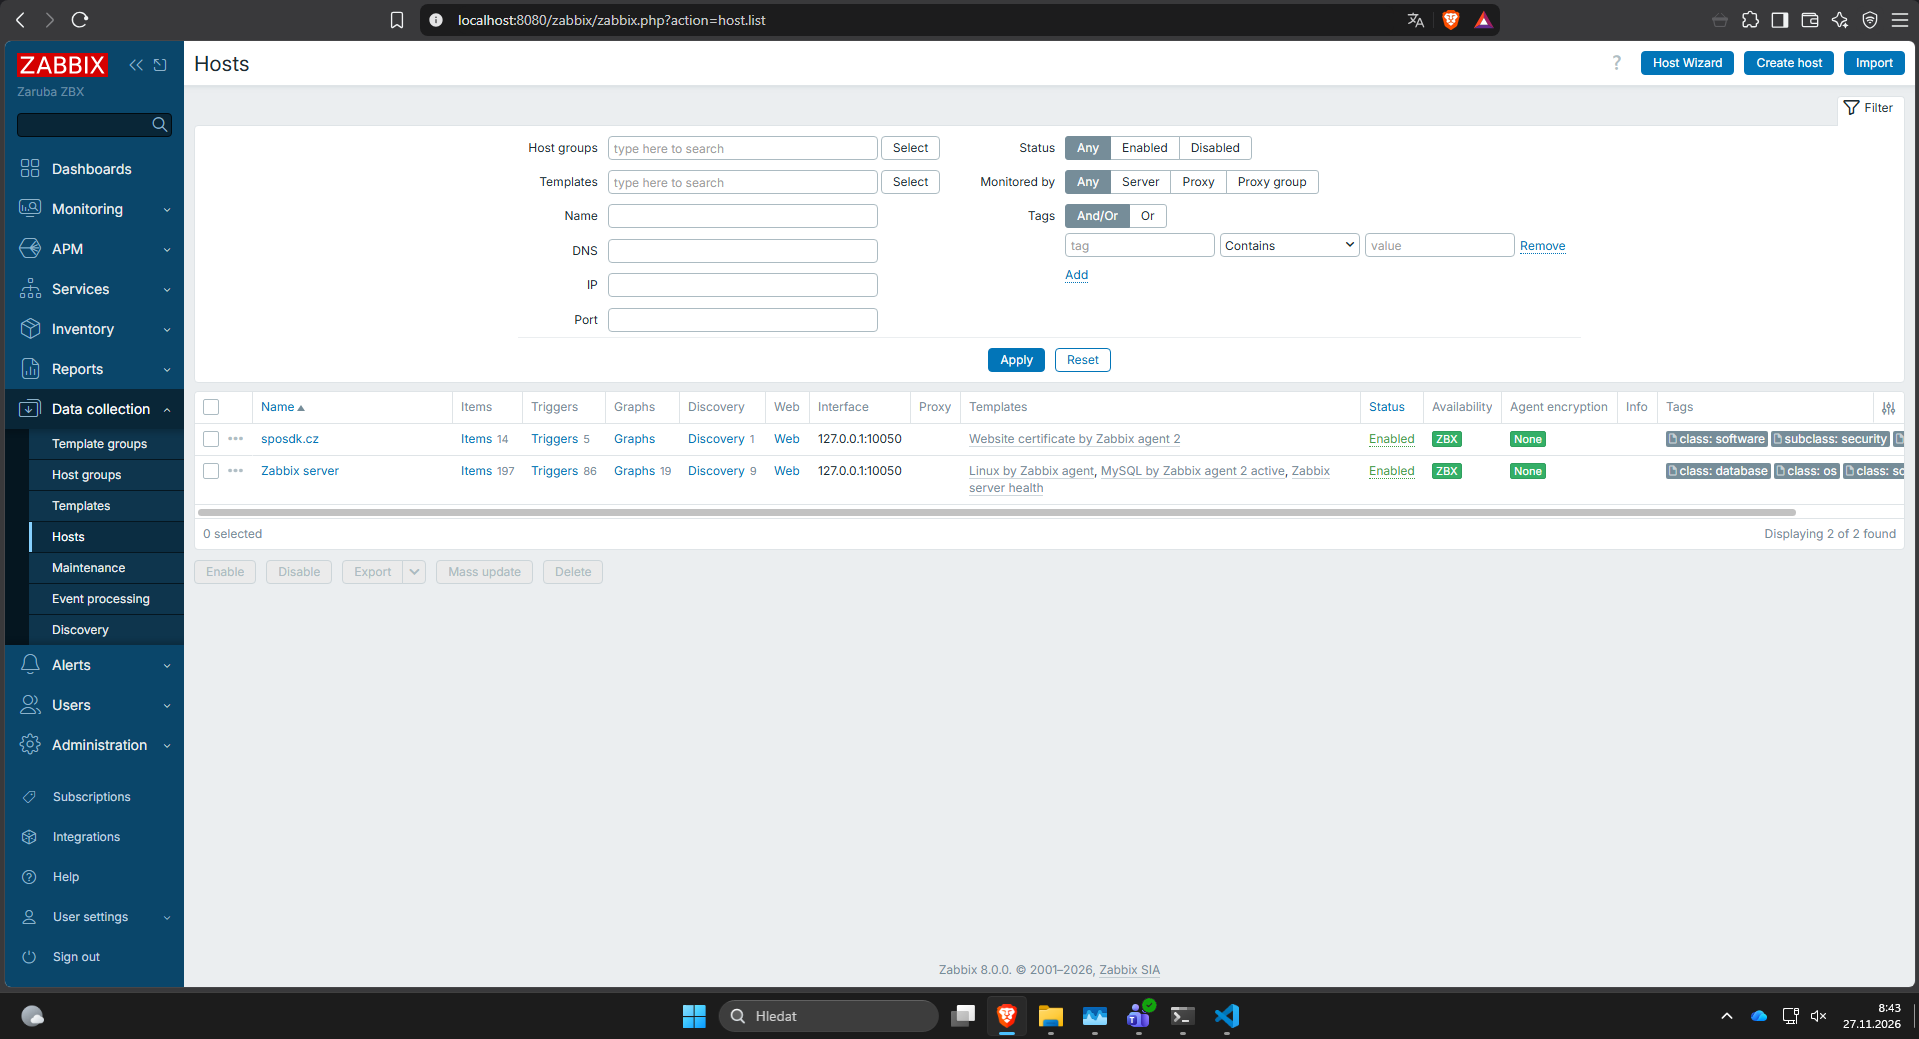 localhost:8080/zabbix/zabbix.php?action=host.list
ZABBIX
Zaruba ZBX
Dashboards
Monitoring
APM
Services
Inventory
Reports
Data collection
Template groups
Host groups
Templates
Hosts
Maintenance
Event processing
Discovery
Alerts
Users
Administration
Subscriptions
Integrations
Help
User settings
Sign out
Hosts
? Host Wizard Create host Import
Filter
Host groups type here to search Select
Templates type here to search Select
Name
DNS
IP
Port
Status Any Enabled Disabled
Monitored by Any Server Proxy Proxy group
Tags And/Or Or
tag Contains value Remove
Add
Apply Reset
Name Items Triggers Graphs Discovery Web Interface Proxy Templates Status Availability Agent encryption Info Tags
sposdk.cz Items 14 Triggers 5 Graphs Discovery 1 Web 127.0.0.1:10050 Website certificate by Zabbix agent 2 Enabled ZBX None class: software subclass: security
Zabbix server Items 197 Triggers 86 Graphs 19 Discovery 9 Web 127.0.0.1:10050 Linux by Zabbix agent, MySQL by Zabbix agent 2 active, Zabbix Enabled ZBX None class: database class: os class: sc
server health
0 selected Displaying 2 of 2 found
Enable Disable Export Mass update Delete
Zabbix 8.0.0. © 2001–2026, Zabbix SIA
Hledat
8:43
27.11.2026